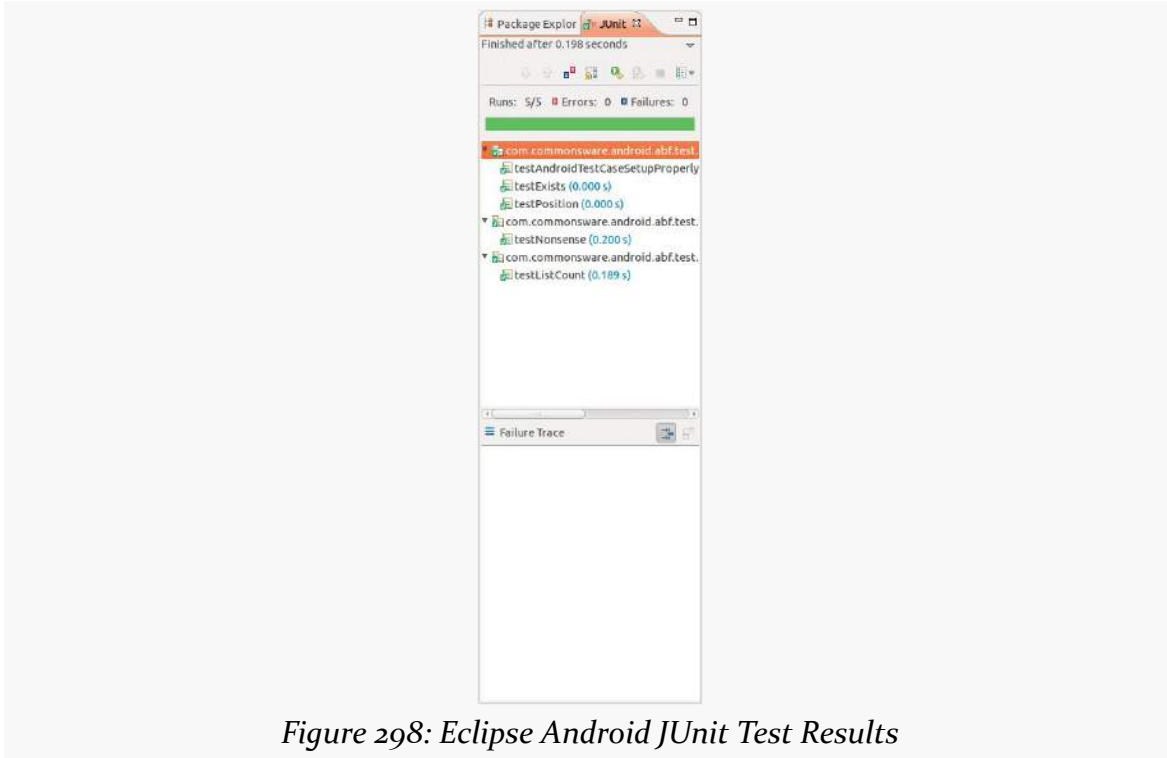 Package Explor JUnit
Finished after 0.198 seconds
Runs: 5/5 Errors: 0 Failures: 0
com.commonsware.android.abf.test.
testAndroidTestCaseSetupProperly
testExists (0.000 s)
testPosition (0.000 s)
com.commonsware.android.abf.test.
testNonsense (0.200 s)
com.commonsware.android.abf.test.
testListCount (0.189 s)
Failure Trace
Figure 298: Eclipse Android JUnit Test Results